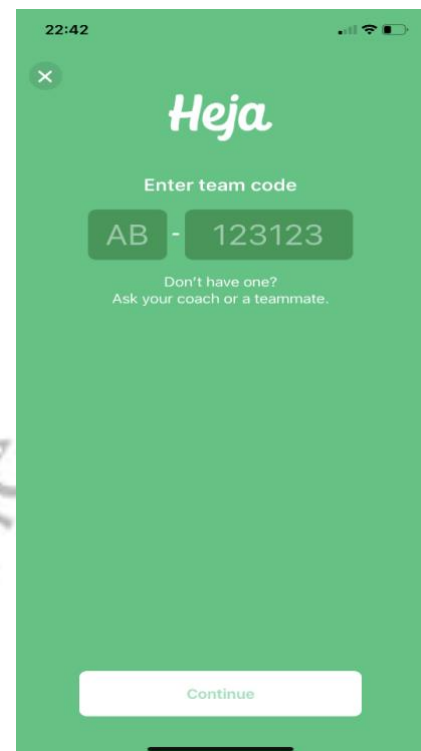 22:42
Heja
Enter team code
AB - 123123
Don't have one?
Ask your coach or a teammate.
Continue